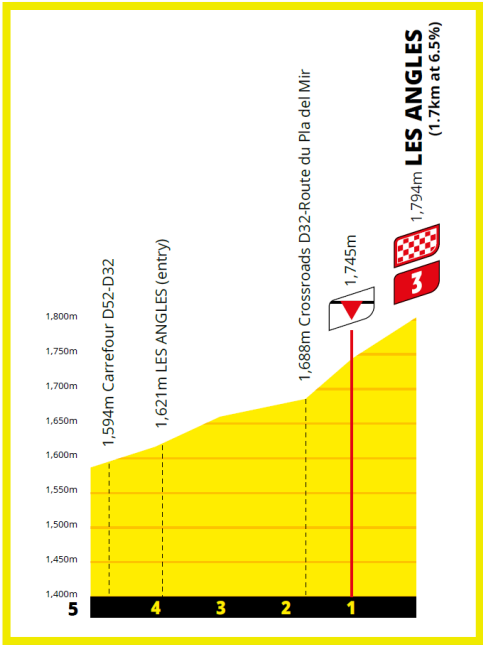 LES ANGLES
(1.7km at 6.5%)
1,794m
3
1,745m
1,688m Crossroads D32-Route du Pla del Mir
1,621m LES ANGLES (entry)
1,594m Carrefour D52-D32
1,800m
1,750m
1,700m
1,650m
1,600m
1,550m
1,500m
1,450m
1,400m
5 4 3 2 1